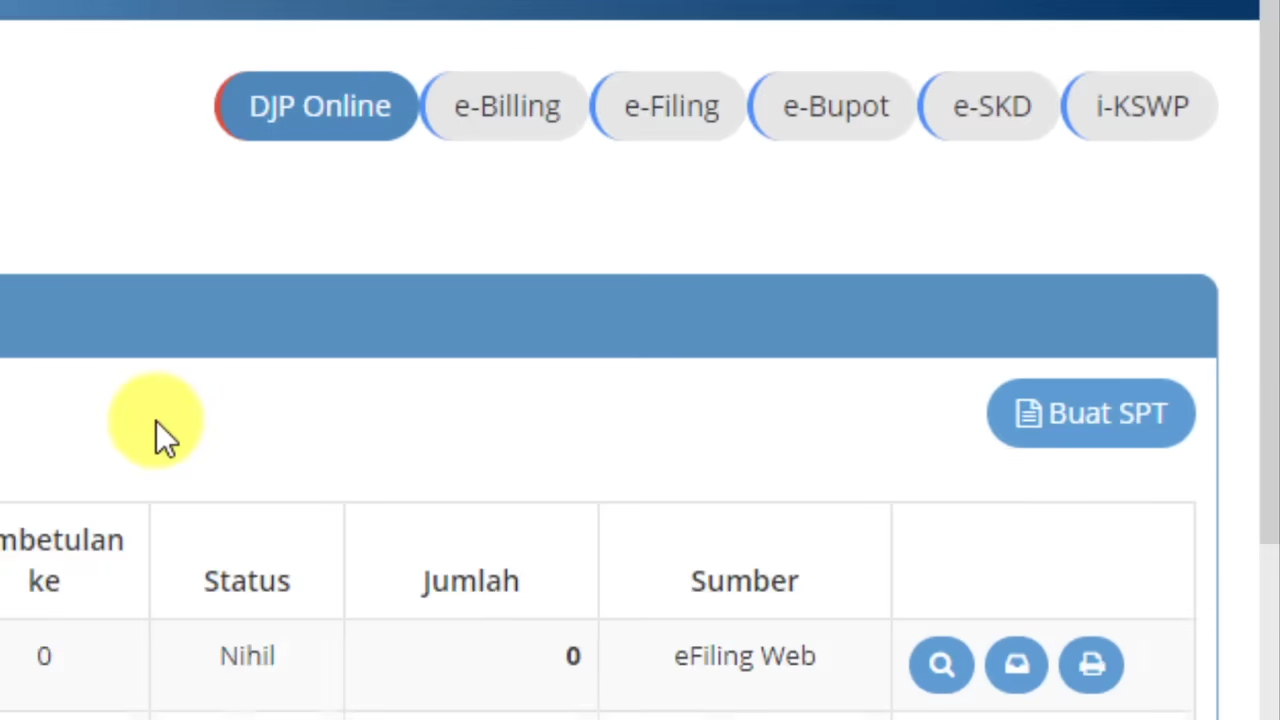 DJP Online e-Billing e-Filing e-Bupot e-SKD i-KSWP
Buat SPT
mbetulan
ke Status Jumlah Sumber
0 Nihil 0 eFiling Web